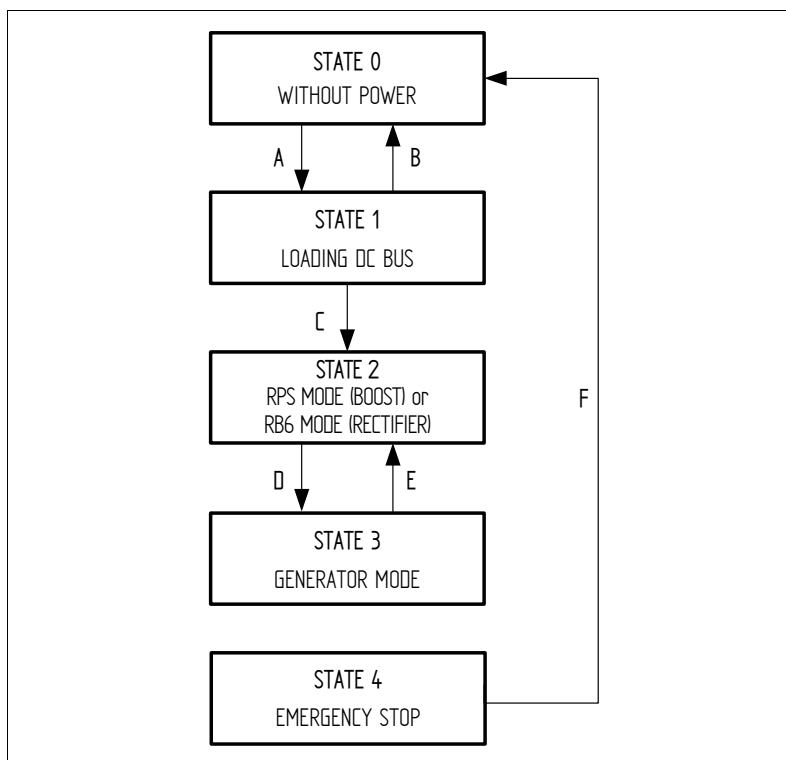 STATE 0
WITHOUT POWER
A
B
STATE 1
LOADING DC BUS
C
STATE 2
RPS MODE (BOOST) or
RB6 MODE (RECTIFIER)
F
D
E
STATE 3
GENERATOR MODE
STATE 4
EMERGENCY STOP